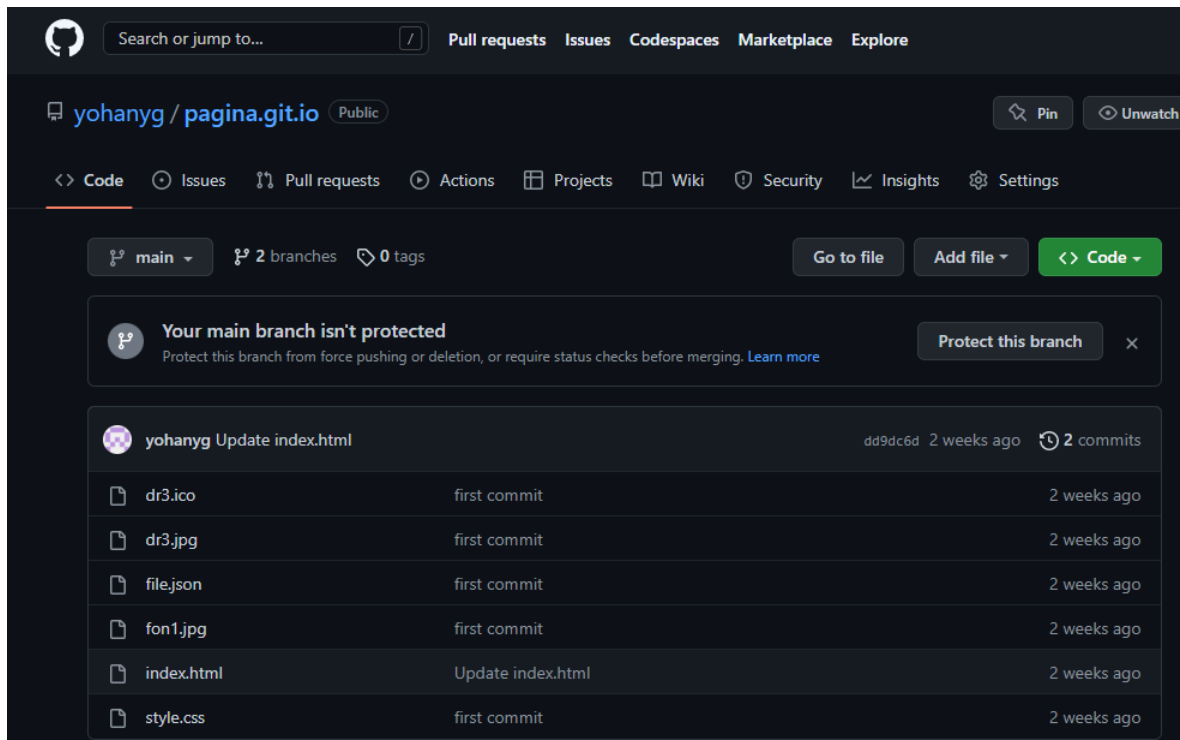 Search or jump to... / Pull requests Issues Codespaces Marketplace Explore
yohanyg / pagina.git.io Public Pin Unwatch
<> Code Issues Pull requests Actions Projects Wiki Security Insights Settings
main 2 branches 0 tags Go to file Add file <> Code
Your main branch isn't protected
Protect this branch from force pushing or deletion, or require status checks before merging. Learn more
Protect this branch ×
yohanyg Update index.html dd9dc6d 2 weeks ago 2 commits
dr3.ico first commit 2 weeks ago
dr3.jpg first commit 2 weeks ago
file.json first commit 2 weeks ago
fon1.jpg first commit 2 weeks ago
index.html Update index.html 2 weeks ago
style.css first commit 2 weeks ago